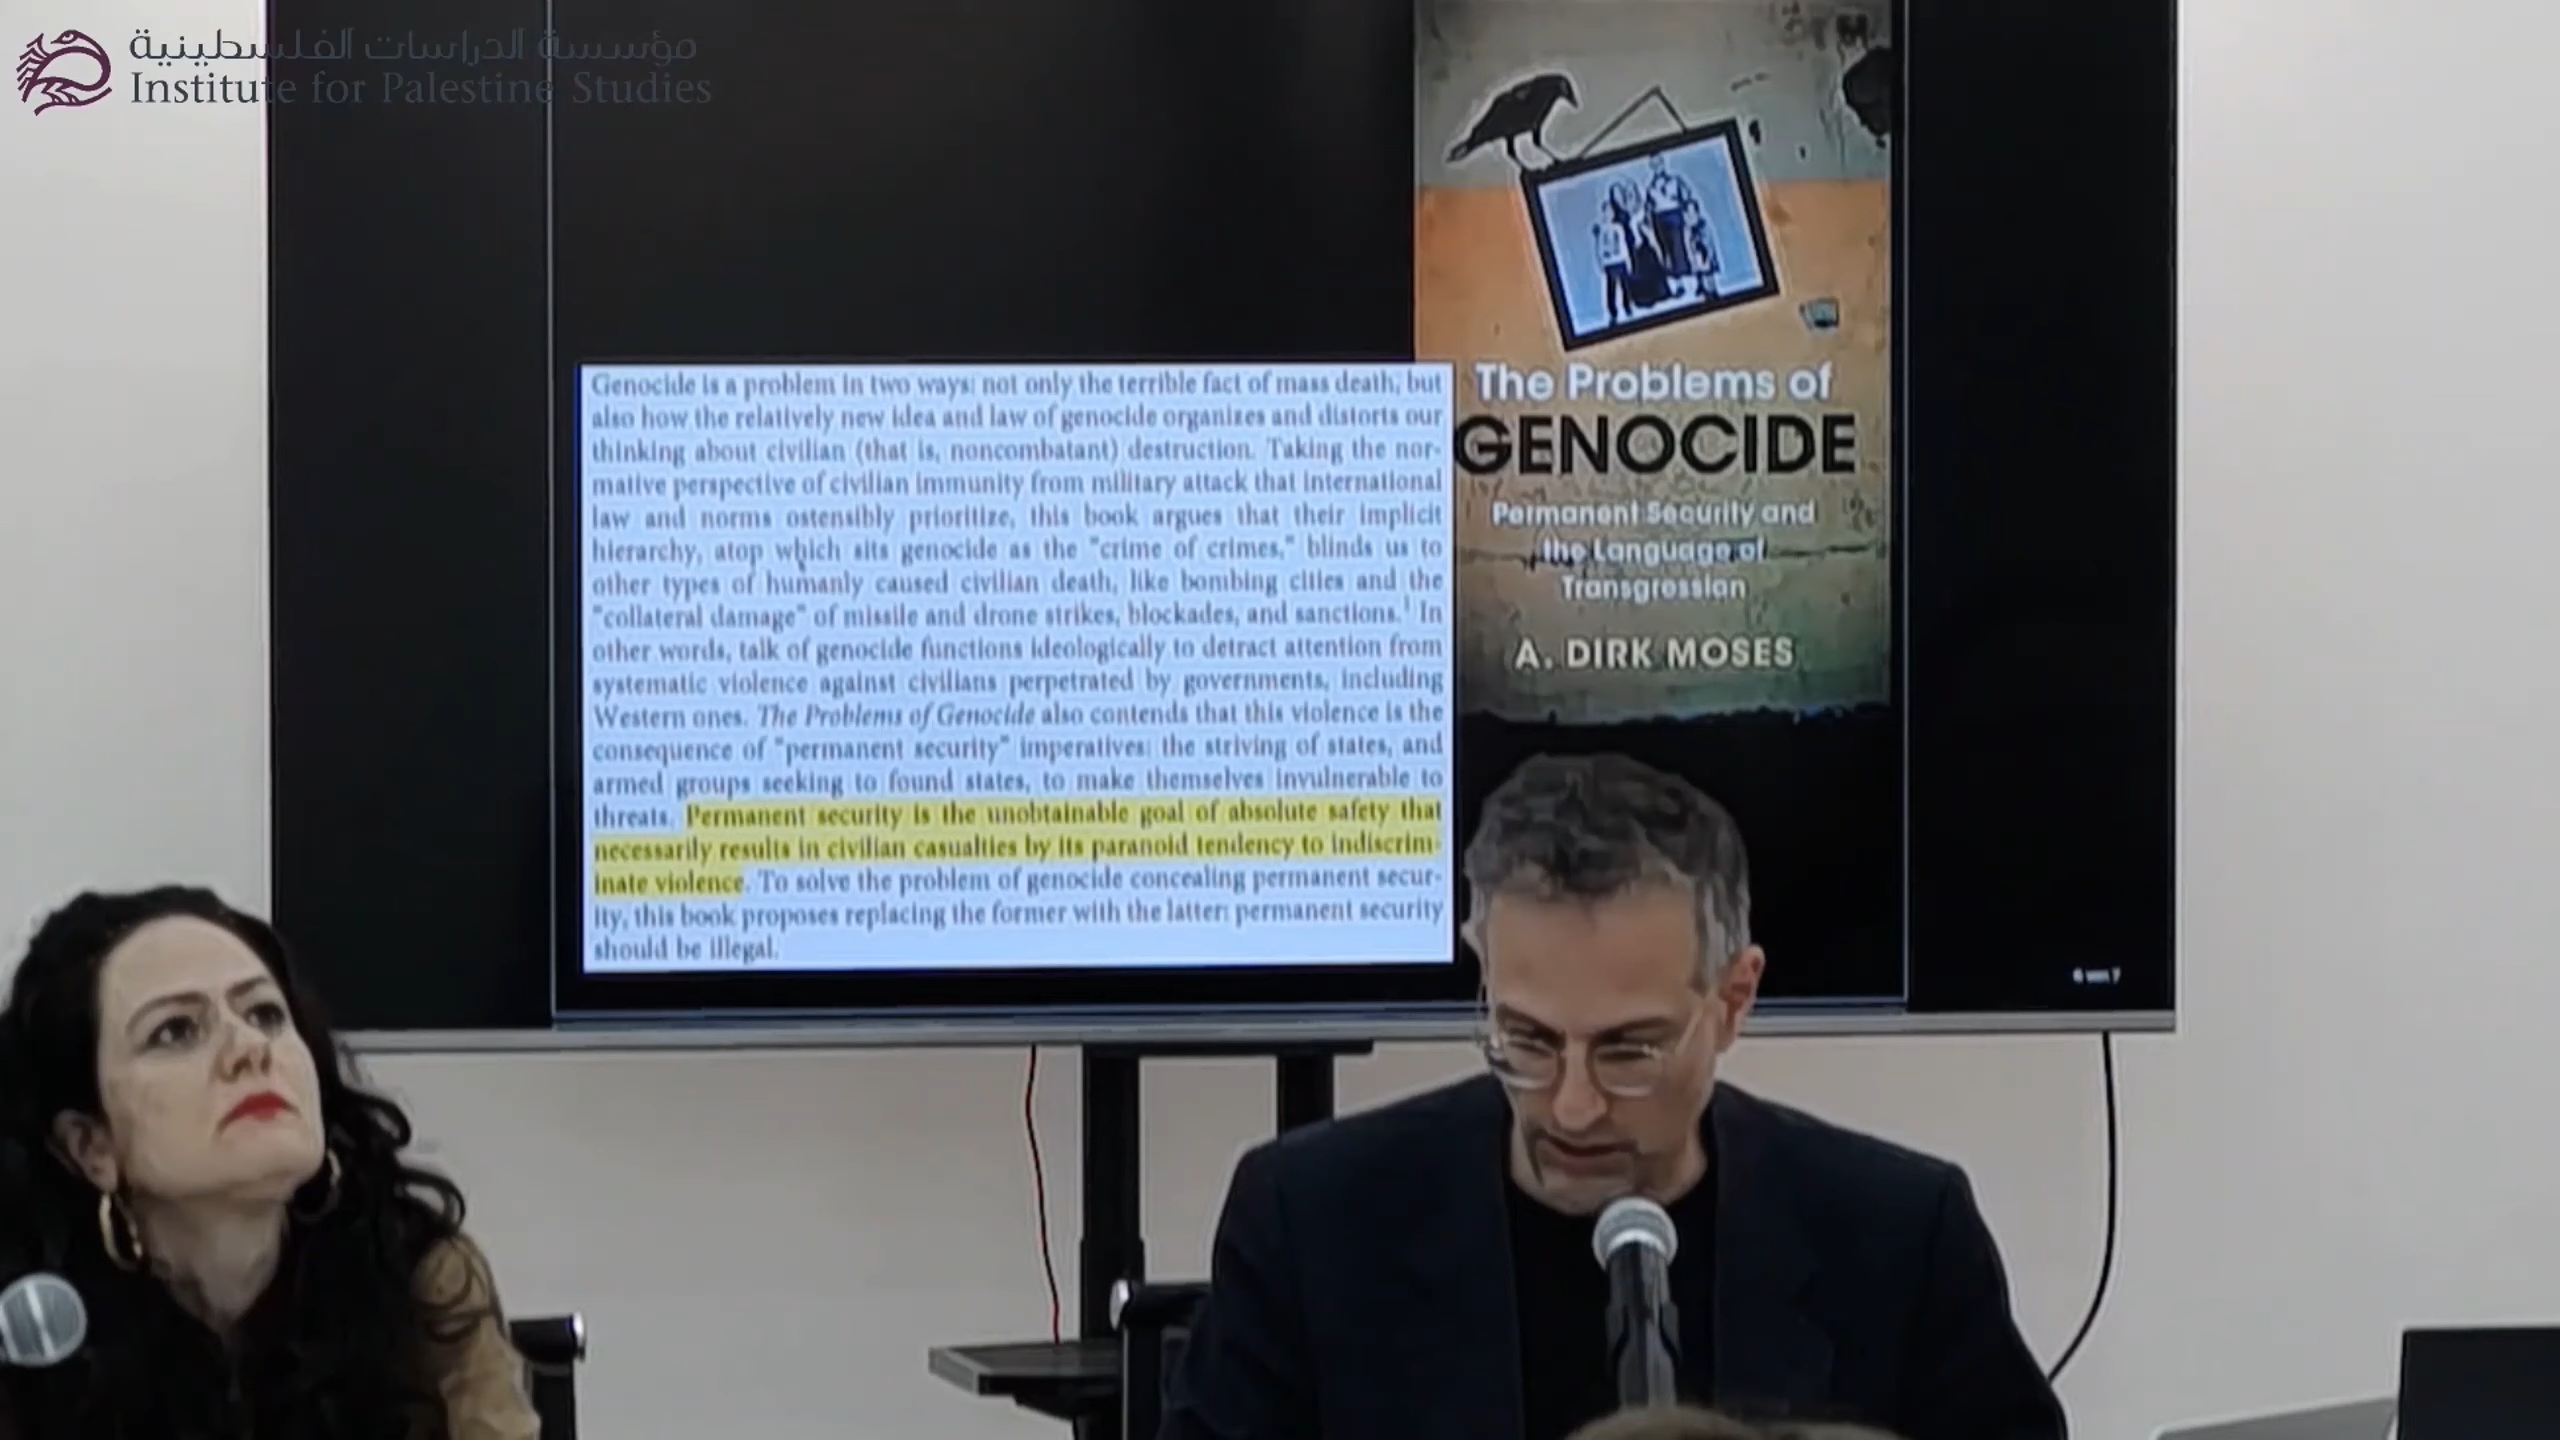 مؤسسة الدراسات الفلسطينية
Institute for Palestine Studies
Genocide is a problem in two ways: not only the terrible fact of mass death, but
also how the relatively new idea and law of genocide organizes and distorts our
thinking about civilian (that is, noncombatant) destruction. Taking the nor-
mative perspective of civilian immunity from military attack that international
law and norms ostensibly prioritize, this book argues that their implicit
hierarchy, atop which sits genocide as the "crime of crimes," blinds us to
other types of humanly caused civilian death, like bombing cities and the
"collateral damage" of missile and drone strikes, blockades, and sanctions.¹ In
other words, talk of genocide functions ideologically to detract attention from
systematic violence against civilians perpetrated by governments, including
Western ones. The Problems of Genocide also contends that this violence is the
consequence of "permanent security" imperatives: the striving of states, and
armed groups seeking to found states, to make themselves invulnerable to
threats. Permanent security is the unobtainable goal of absolute safety that
necessarily results in civilian casualties by its paranoid tendency to indiscrim-
inate violence. To solve the problem of genocide concealing permanent secur-
ity, this book proposes replacing the former with the latter: permanent security
should be illegal.
The Problems of
GENOCIDE
Permanent Security and
the Language of
Transgression
A. DIRK MOSES
6 von 7